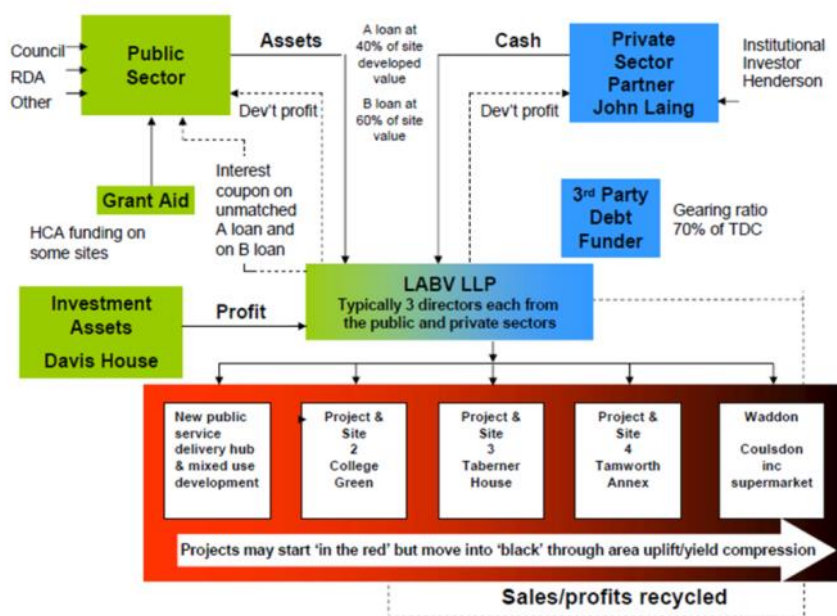 Council
RDA
Other
Public
Sector
Assets
A loan at
40% of site
developed
value
B loan at
60% of site
value
Cash
Private
Sector
Partner
John Laing
Institutional
Investor
Henderson
Dev't profit
Dev't profit
Grant Aid
HCA funding on
some sites
Interest
coupon on
unmatched
A loan and
on B loan
3rd Party
Debt
Funder
Gearing ratio
70% of TDC
Investment
Assets
Davis House
Profit
LABV LLP
Typically 3 directors each from
the public and private sectors
New public
service
delivery hub
& mixed use
development
Project &
Site
2
College
Green
Project &
Site
3
Taberner
House
Project &
Site
4
Tamworth
Annex
Waddon
Coulsdon
inc
supermarket
Projects may start 'in the red' but move into 'black' through area uplift/yield compression
Sales/profits recycled